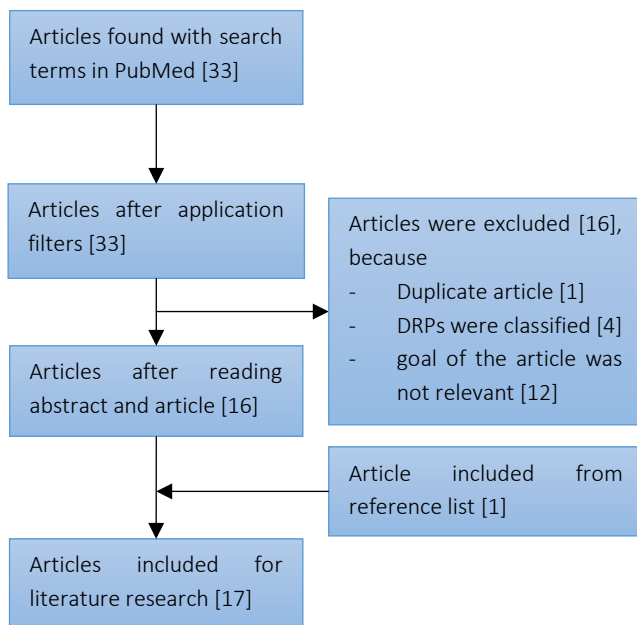 Articles found with search
terms in PubMed [33]
Articles after application
filters [33]
Articles were excluded [16],
because
- Duplicate article [1]
- DRPs were classified [4]
- goal of the article was
not relevant [12]
Articles after reading
abstract and article [16]
Article included from
reference list [1]
Articles included for
literature research [17]